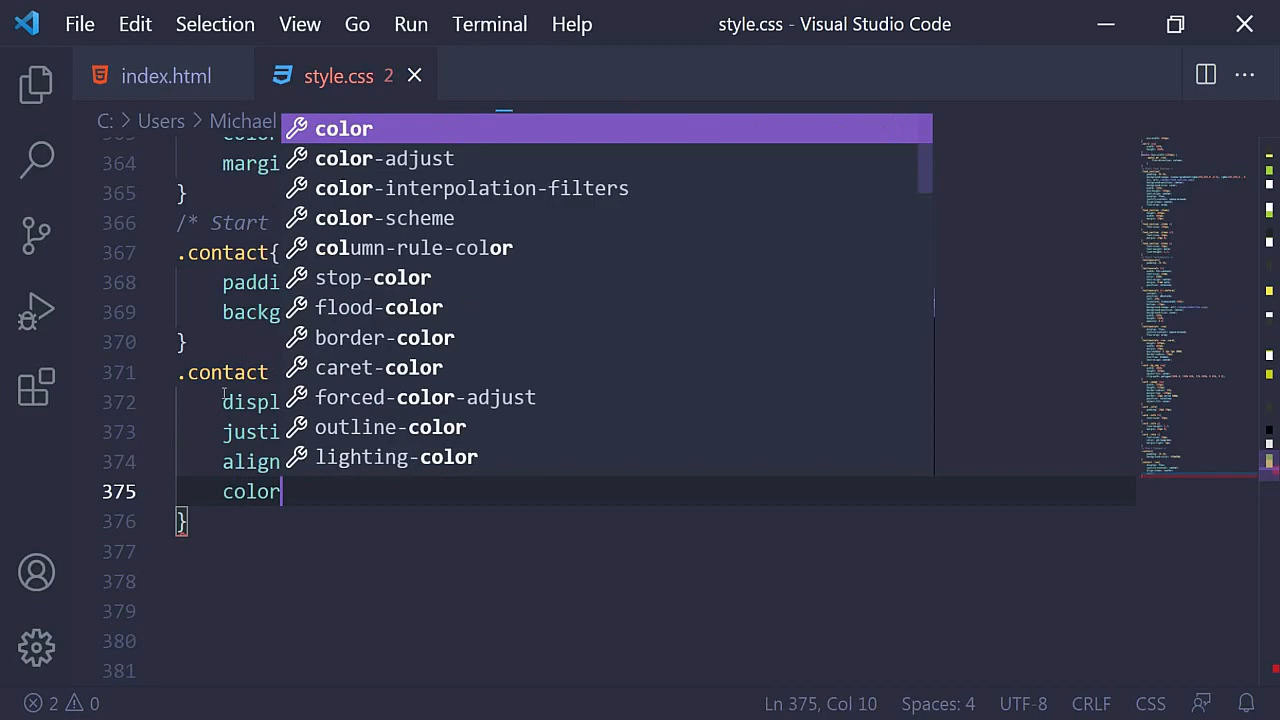 File Edit Selection View Go Run Terminal Help style.css - Visual Studio Code
index.html style.css 2
C: > Users > Michael
color
364 margi
365 }
366 /* Start
367 .contact{
368 paddi
369 backg
370 }
371 .contact
372 displ
373 justi
374 align
375 color
376 }
377
378
379
380
381
color
color-adjust
color-interpolation-filters
color-scheme
column-rule-color
stop-color
flood-color
border-color
caret-color
forced-color-adjust
outline-color
lighting-color
2 0 Ln 375, Col 10 Spaces: 4 UTF-8 CRLF CSS